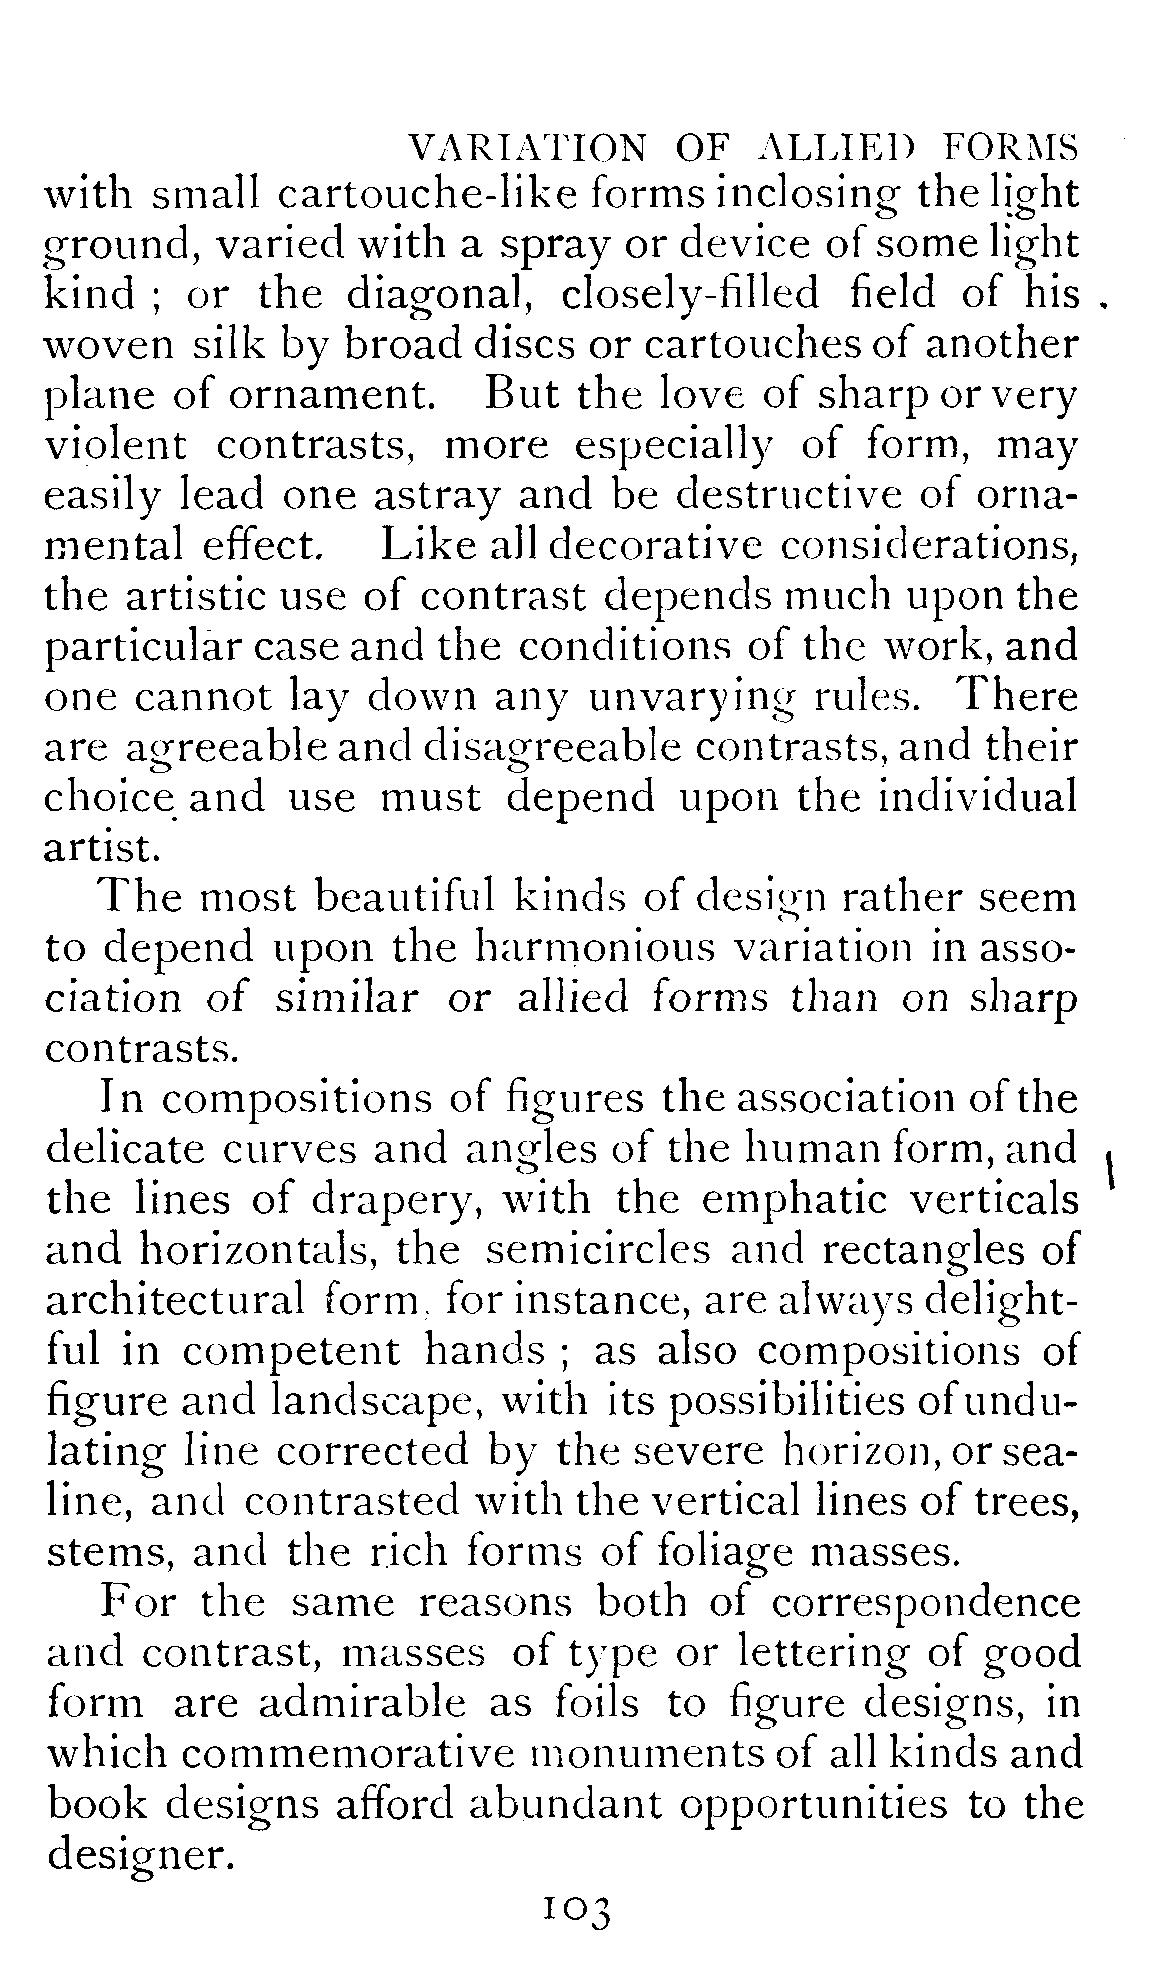 VARIATION OF ALLIED FORMS
with small cartouche-like forms inclosing the light
ground, varied with a spray or device of some light
kind ; or the diagonal, closely-filled field of his
woven silk by broad discs or cartouches of another
plane of ornament. But the love of sharp or very
violent contrasts, more especially of form, may
easily lead one astray and be destructive of orna-
mental effect. Like all decorative considerations,
the artistic use of contrast depends much upon the
particular case and the conditions of the work, and
one cannot lay down any unvarying rules. There
are agreeable and disagreeable contrasts, and their
choice and use must depend upon the individual
artist.
The most beautiful kinds of design rather seem
to depend upon the harmonious variation in asso-
ciation of similar or allied forms than on sharp
contrasts.
In compositions of figures the association of the
delicate curves and angles of the human form, and
the lines of drapery, with the emphatic verticals
and horizontals, the semicircles and rectangles of
architectural form, for instance, are always delight-
ful in competent hands ; as also compositions of
figure and landscape, with its possibilities of undu-
lating line corrected by the severe horizon, or sea-
line, and contrasted with the vertical lines of trees,
stems, and the rich forms of foliage masses.
For the same reasons both of correspondence
and contrast, masses of type or lettering of good
form are admirable as foils to figure designs, in
which commemorative monuments of all kinds and
book designs afford abundant opportunities to the
designer.
103